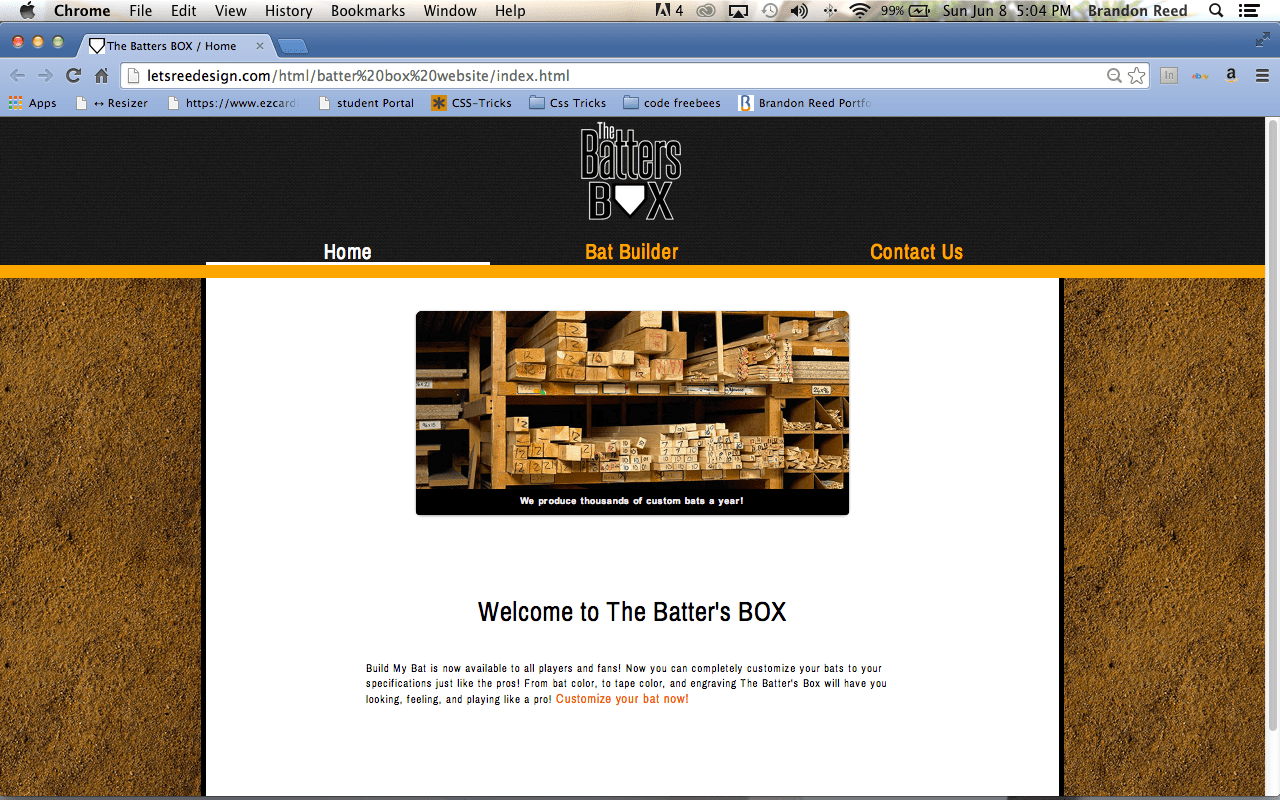 Chrome File Edit View History Bookmarks Window Help 4 99% Sun Jun 8 5:04 PM Brandon Reed
The Batters BOX / Home
letsreedesign.com/html/batter%20box%20website/index.html In ebay a
Apps ↔ Resizer https://www.ezcard student Portal CSS-Tricks Css Tricks code freebees Brandon Reed Portfo
The
Batters
BOX
Home Bat Builder Contact Us
We produce thousands of custom bats a year!
Welcome to The Batter's BOX
Build My Bat is now available to all players and fans! Now you can completely customize your bats to your
specifications just like the pros! From bat color, to tape color, and engraving The Batter's Box will have you
looking, feeling, and playing like a pro! Customize your bat now!